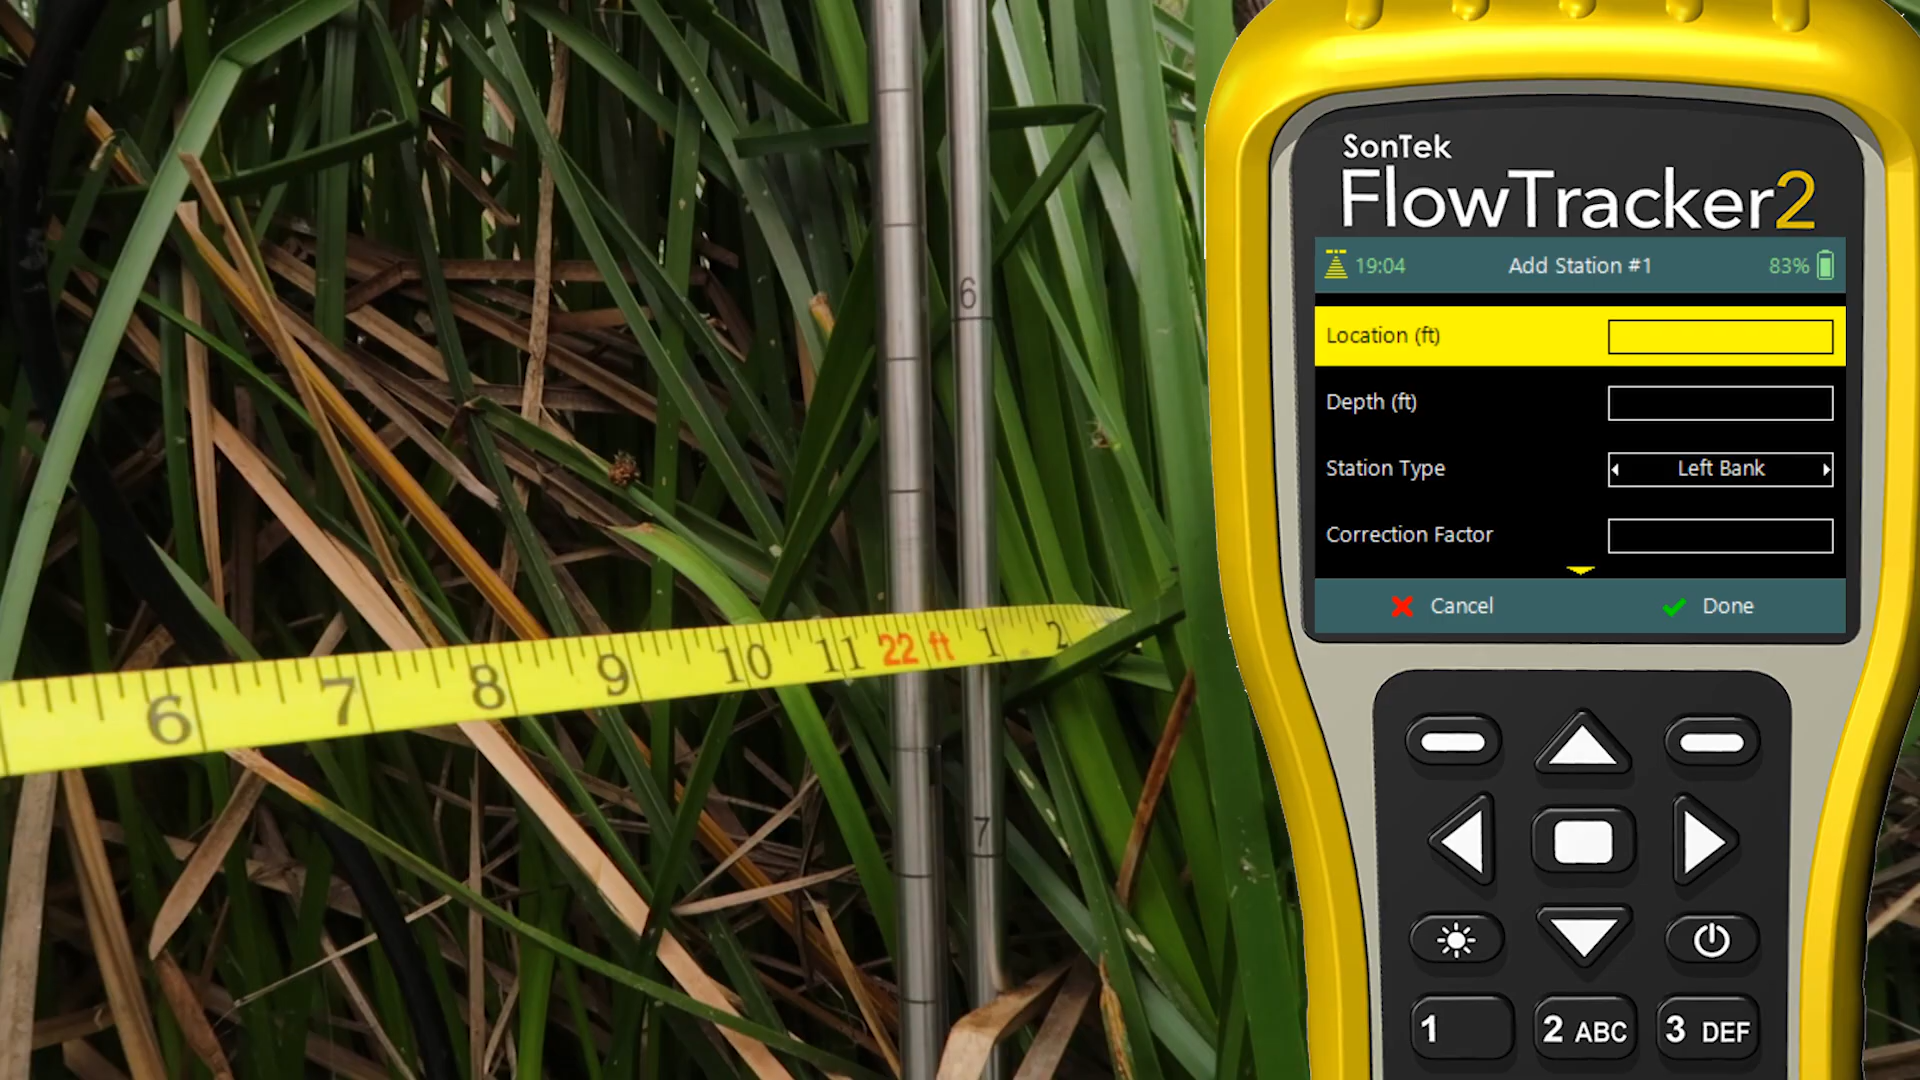 6 7 8 9 10 11 22 ft 1 2
6
7
SonTek
FlowTracker2
19:04 Add Station #1 83%
Location (ft)
Depth (ft)
Station Type Left Bank
Correction Factor
Cancel Done
1 2 ABC 3 DEF